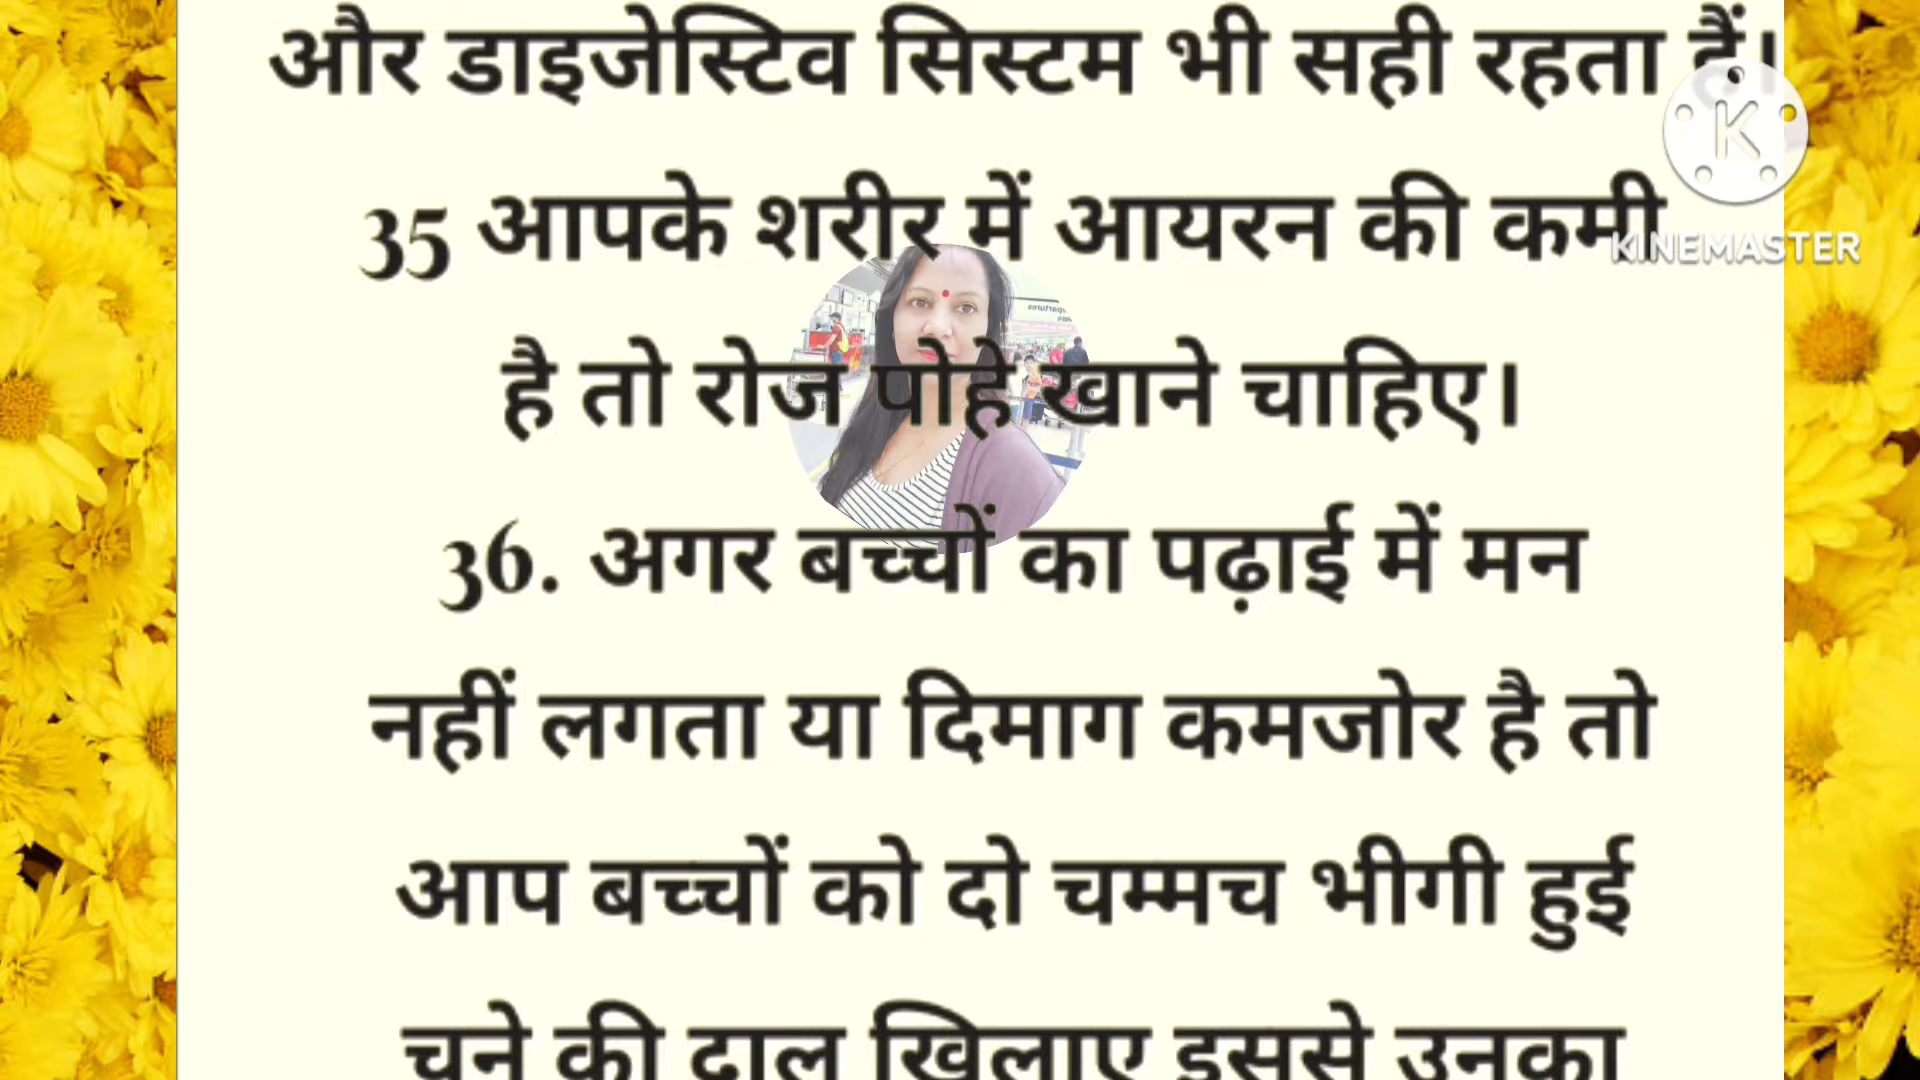 और डाइजेस्टिव सिस्टम भी सही रहता हैं।
35 आपके शरीर में आयरन की कमी
है तो रोज पोहे खाने चाहिए।
36. अगर बच्चों का पढ़ाई में मन
नहीं लगता या दिमाग कमजोर है तो
आप बच्चों को दो चम्मच भीगी हुई
चने की दाल खिलाए इससे उनका
K
KINEMASTER